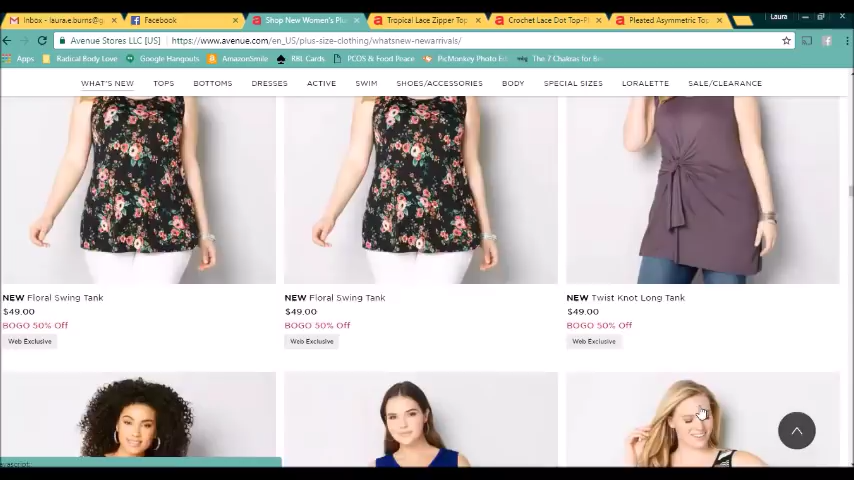 Inbox - laura.e.burns@g
Facebook
Shop New Women's Plu
Tropical Lace Zipper Top
Crochet Lace Dot Top-Pl
Pleated Asymmetric Top
Laura
Avenue Stores LLC [US] https://www.avenue.com/en_US/plus-size-clothing/whatsnew-newarrivals/
Apps Radical Body Love Google Hangouts AmazonSmile RBL Cards PCOS & Food Peace PicMonkey Photo Ed The 7 Chakras for Be
WHAT'S NEW TOPS BOTTOMS DRESSES ACTIVE SWIM SHOES/ACCESSORIES BODY SPECIAL SIZES LORALETTE SALE/CLEARANCE
NEW Floral Swing Tank
$49.00
BOGO 50% Off
Web Exclusive
NEW Floral Swing Tank
$49.00
BOGO 50% Off
Web Exclusive
NEW Twist Knot Long Tank
$49.00
BOGO 50% Off
Web Exclusive